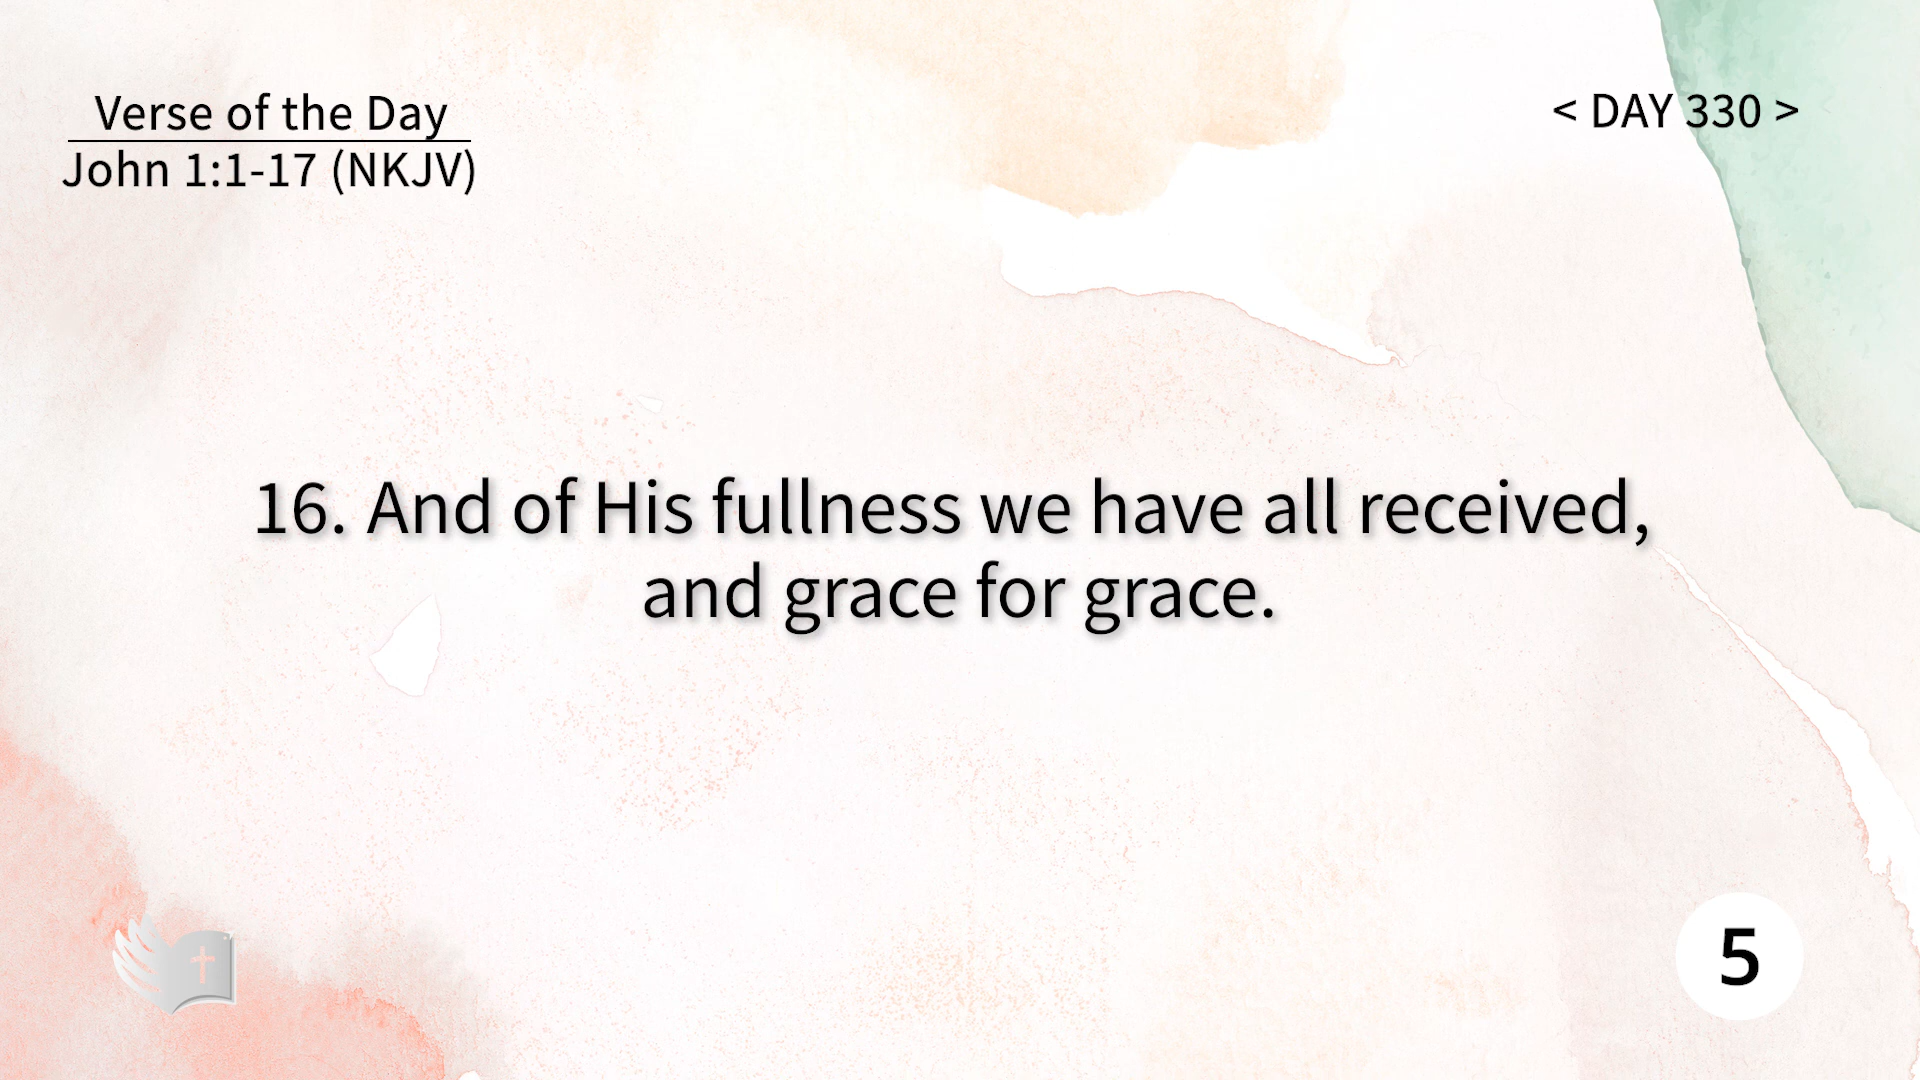 Verse of the Day
John 1:1-17 (NKJV)
< DAY 330 >
16. And of His fullness we have all received,
and grace for grace.
5